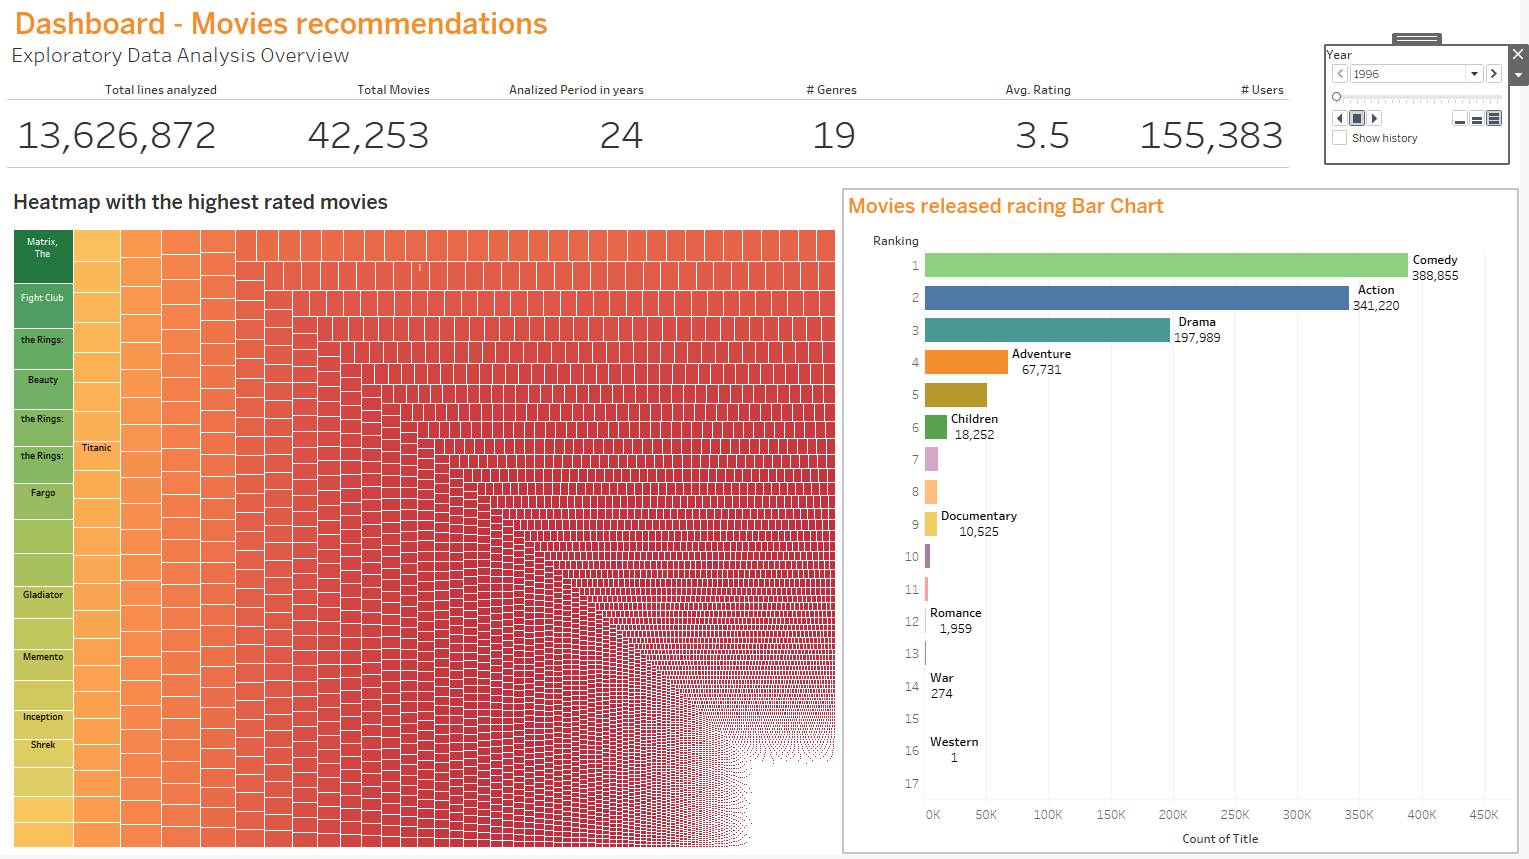 Dashboard - Movies recommendations
Exploratory Data Analysis Overview
Total lines analyzed
Total Movies
Analized Period in years
# Genres
Avg. Rating
# Users
13,626,872
42,253
24
19
3.5
155,383
Year
1996
Show history
Heatmap with the highest rated movies
Matrix,
The
Fight Club
the Rings:
Beauty
the Rings:
the Rings:
Fargo
Gladiator
Memento
Inception
Shrek
Titanic
Movies released racing Bar Chart
Ranking
1
Comedy
388,855
2
Action
341,220
3
Drama
197,989
4
Adventure
67,731
5
6
Children
18,252
7
8
9
Documentary
10,525
10
11
12
Romance
1,959
13
14
War
274
15
16
Western
1
17
0K 50K 100K 150K 200K 250K 300K 350K 400K 450K
Count of Title